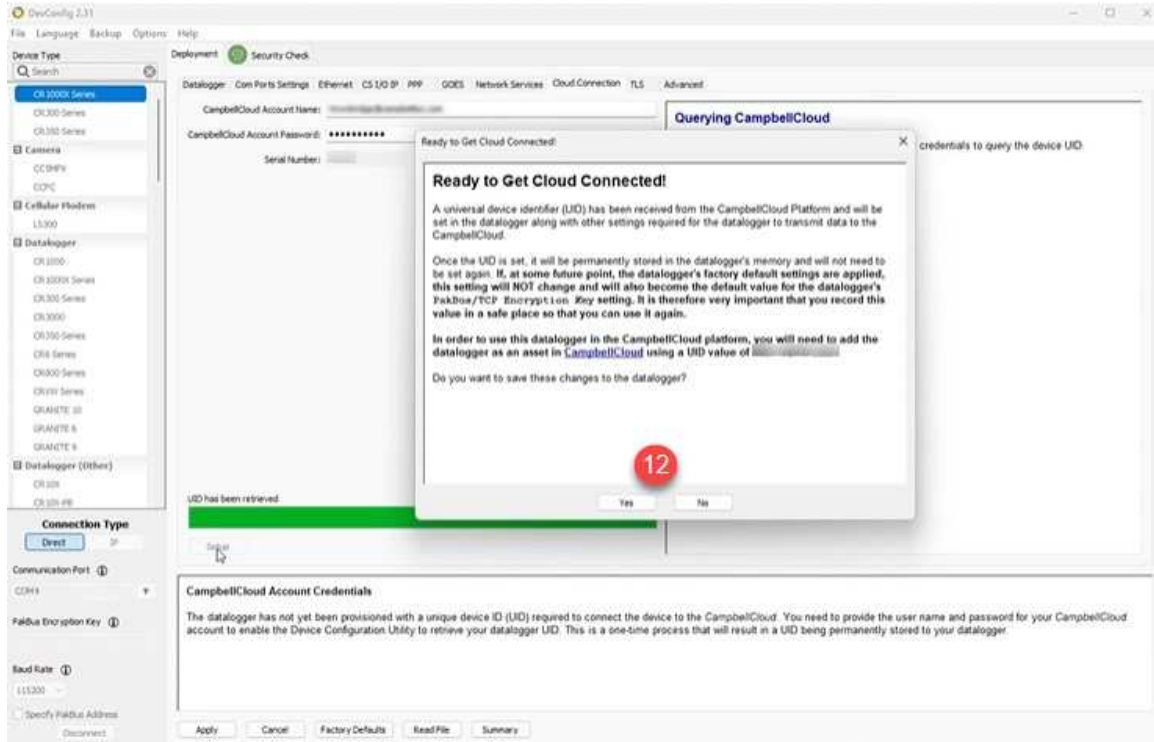 DevConfig 2.31
File Language Backup Options Help
Device Type
Search
CR1000X Series
CR300 Series
CR350 Series
Camera
CCFC
Cellular Modem
Datalogger
CR1000
CR1000X Series
CR300 Series
CR3000
CR350 Series
CR6 Series
CR800 Series
GRANITE 10
GRANITE 6
GRANITE 9
Datalogger (Other)
CR10X
CR10X-PB
Connection Type
Direct IP
Communication Port
PakBus Encryption Key
Baud Rate
115200
Specify PakBus Address
Disconnect
Deployment Security Check
Datalogger Com Ports Settings Ethernet CS I/O IP PPP GOES Network Services Cloud Connection TLS Advanced
CampbellCloud Account Name:
CampbellCloud Account Password: ••••••••••
Serial Number:
Querying CampbellCloud
credentials to query the device UID.
Ready to Get Cloud Connected!
Ready to Get Cloud Connected!
A universal device identifier (UID) has been received from the CampbellCloud Platform and will be
set in the datalogger along with other settings required for the datalogger to transmit data to the
CampbellCloud.
Once the UID is set, it will be permanently stored in the datalogger's memory and will not need to
be set again. If, at some future point, the datalogger's factory default settings are applied,
this setting will NOT change and will also become the default value for the datalogger's
PakBus/TCP Encryption Key setting. It is therefore very important that you record this
value in a safe place so that you can use it again.
In order to use this datalogger in the CampbellCloud platform, you will need to add the
datalogger as an asset in CampbellCloud using a UID value of
Do you want to save these changes to the datalogger?
12
Yes No
UID has been retrieved
Setup
CampbellCloud Account Credentials
The datalogger has not yet been provisioned with a unique device ID (UID) required to connect the device to the CampbellCloud. You need to provide the user name and password for your CampbellCloud
account to enable the Device Configuration Utility to retrieve your datalogger UID. This is a one-time process that will result in a UID being permanently stored to your datalogger.
Apply Cancel Factory Defaults Read File Summary